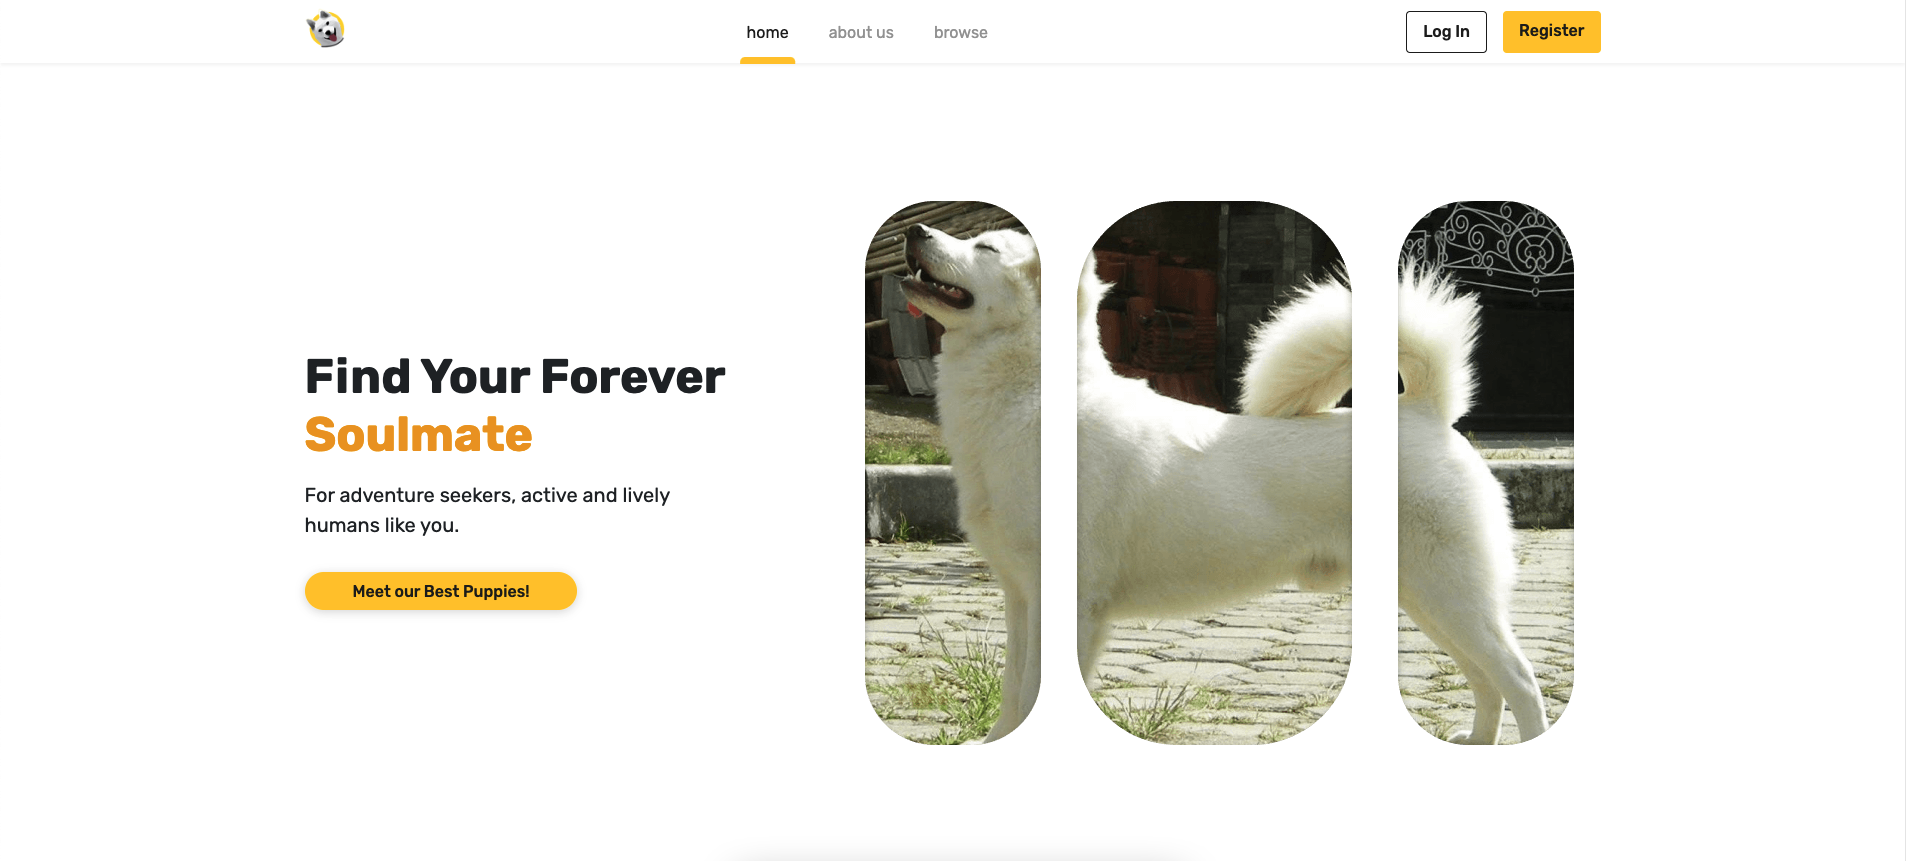 home
about us
browse
Log In
Register
Find Your Forever
Soulmate
For adventure seekers, active and lively
humans like you.
Meet our Best Puppies!